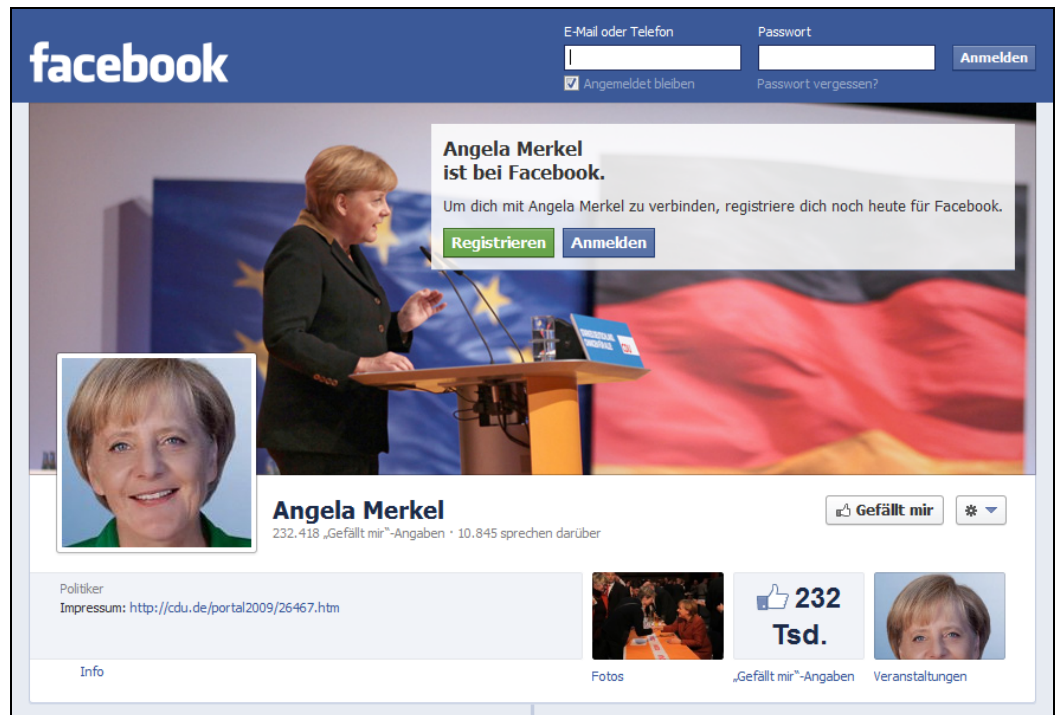 facebook
E-Mail oder Telefon
Passwort
Anmelden
Angemeldet bleiben
Passwort vergessen?
Angela Merkel
ist bei Facebook.
Um dich mit Angela Merkel zu verbinden, registriere dich noch heute für Facebook.
Registrieren Anmelden
CDU
Angela Merkel
232.418 „Gefällt mir“-Angaben · 10.845 sprechen darüber
Gefällt mir
Politiker
Impressum: http://cdu.de/portal2009/26467.htm
232
Tsd.
Info
Fotos
„Gefällt mir“-Angaben
Veranstaltungen